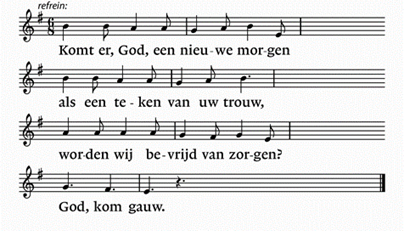 refrein:
Komt er, God, een nieu-we mor-gen
als een te-ken van uw trouw,
wor-den wij be-vrijd van zor-gen?
God, kom gauw.